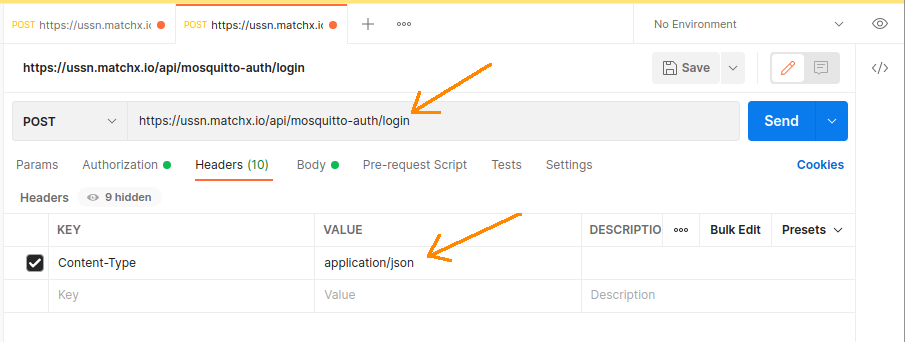 POST https://ussn.matchx.io POST https://ussn.matchx.io No Environment
https://ussn.matchx.io/api/mosquitto-auth/login Save
POST https://ussn.matchx.io/api/mosquitto-auth/login Send
Params Authorization Headers (10) Body Pre-request Script Tests Settings Cookies
Headers 9 hidden
KEY VALUE DESCRIPTIO Bulk Edit Presets
Content-Type application/json
Key Value Description